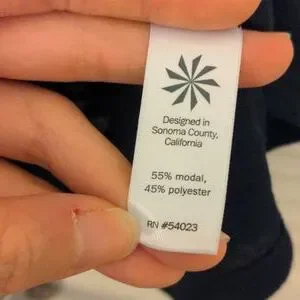 Designed in
Sonoma County,
California
55% modal,
45% polyester
RN #54023